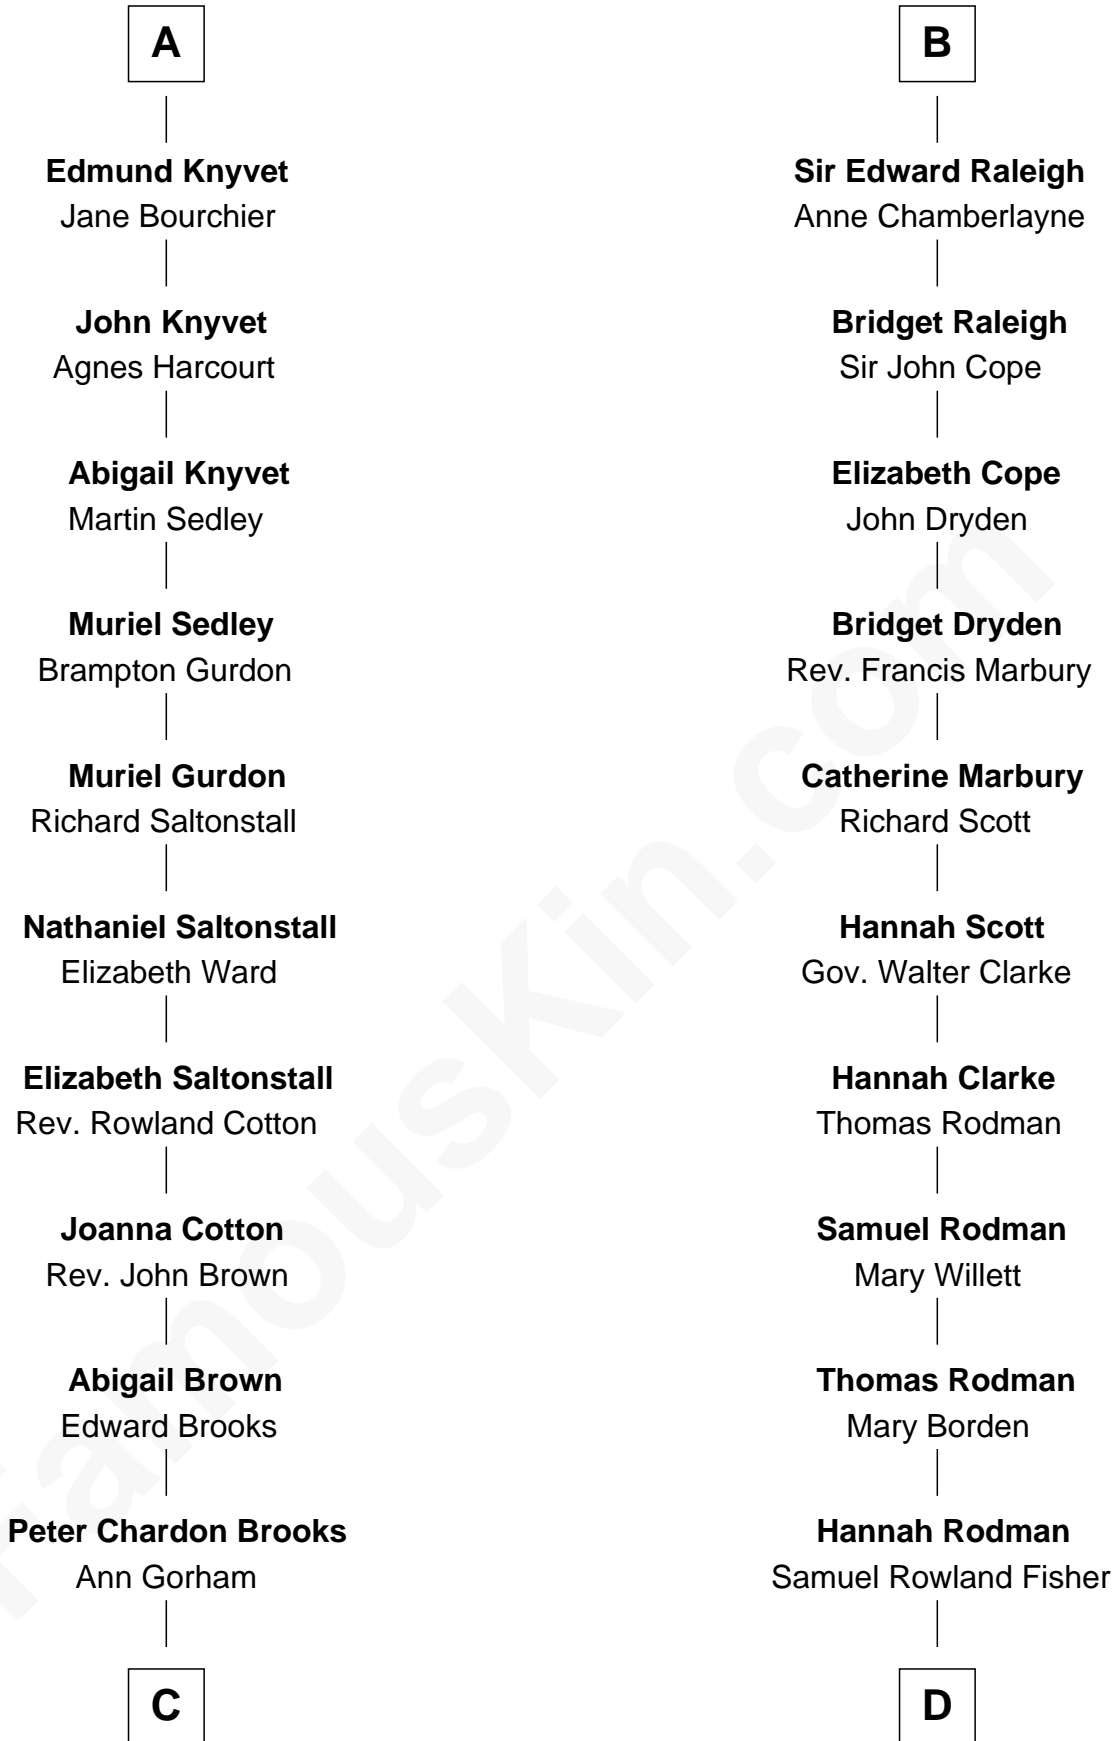 A
Edmund Knyvet
Jane Bourchier
John Knyvet
Agnes Harcourt
Abigail Knyvet
Martin Sedley
Muriel Sedley
Brampton Gurdon
Muriel Gurdon
Richard Saltonstall
Nathaniel Saltonstall
Elizabeth Ward
Elizabeth Saltonstall
Rev. Rowland Cotton
Joanna Cotton
Rev. John Brown
Abigail Brown
Edward Brooks
Peter Chardon Brooks
Ann Gorham
C
B
Sir Edward Raleigh
Anne Chamberlayne
Bridget Raleigh
Sir John Cope
Elizabeth Cope
John Dryden
Bridget Dryden
Rev. Francis Marbury
Catherine Marbury
Richard Scott
Hannah Scott
Gov. Walter Clarke
Hannah Clarke
Thomas Rodman
Samuel Rodman
Mary Willett
Thomas Rodman
Mary Borden
Hannah Rodman
Samuel Rowland Fisher
D
FamousKin.com